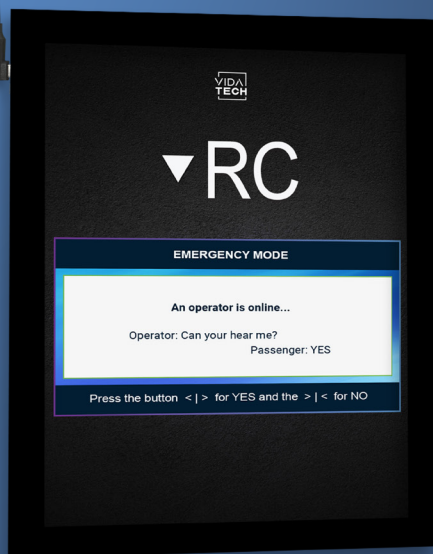 VIDA
TECH
▼RC
EMERGENCY MODE
An operator is online...
Operator: Can your hear me?
Passenger: YES
Press the button < | > for YES and the > | < for NO